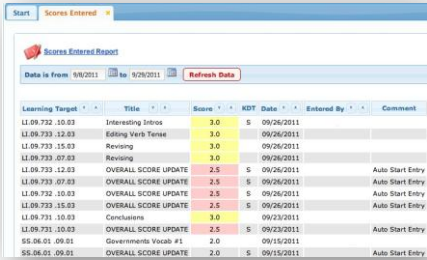 Start Scores Entered ×
Scores Entered Report
Data is from 9/8/2011 to 9/29/2011 Refresh Data
Learning Target Title Score KDT Date Entered By Comment
LI.09.732 .10.03 Interesting Intros 3.0 S 09/26/2011
LI.09.733 .12.03 Editing Verb Tense 3.0 09/26/2011
LI.09.733 .15.03 Revising 3.0 09/26/2011
LI.09.733 .07.03 Revising 3.0 09/26/2011
LI.09.733 .12.03 OVERALL SCORE UPDATE 2.5 S 09/26/2011 Auto Start Entry
LI.09.733 .07.03 OVERALL SCORE UPDATE 2.5 S 09/26/2011 Auto Start Entry
LI.09.732 .10.03 OVERALL SCORE UPDATE 2.5 S 09/26/2011 Auto Start Entry
LI.09.733 .15.03 OVERALL SCORE UPDATE 2.5 S 09/26/2011 Auto Start Entry
LI.09.731 .10.03 Conclusions 3.0 09/23/2011
LI.09.731 .10.03 OVERALL SCORE UPDATE 2.5 S 09/23/2011 Auto Start Entry
SS.06.01 .09.01 Governments Vocab #1 2.0 09/15/2011
SS.06.01 .09.01 OVERALL SCORE UPDATE 2.0 S 09/15/2011 Auto Start Entry